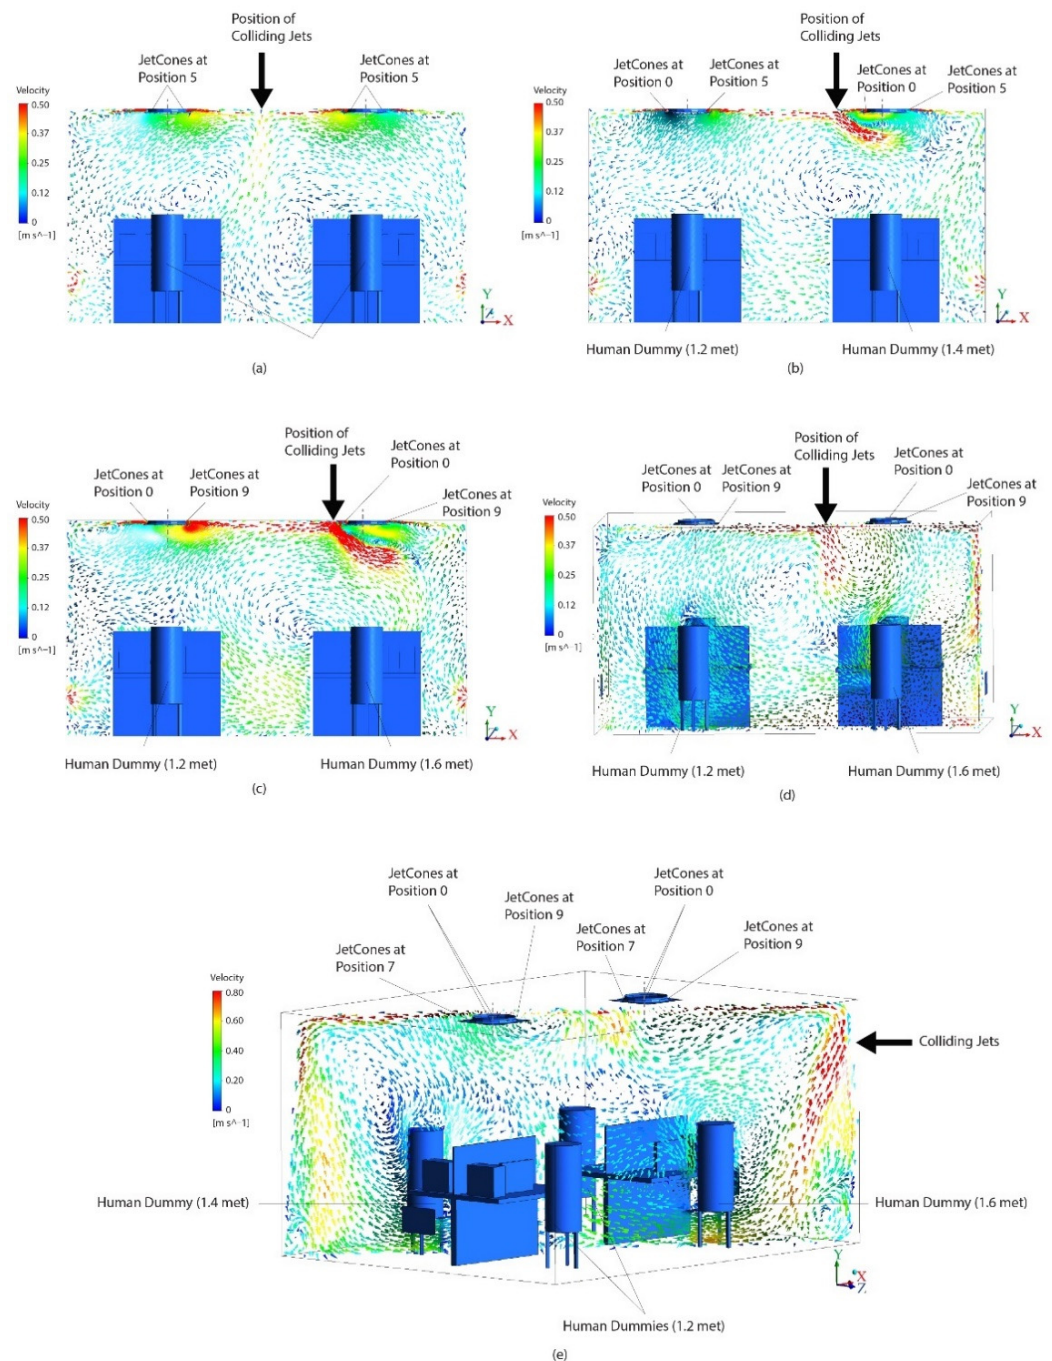 Position of
Colliding Jets
JetCones at
Position 5
JetCones at
Position 5
Velocity
0.50
0.37
0.25
0.12
0
[m s^−1]
Y
Z
X
(a)
Position of
Colliding Jets
JetCones at
Position 0
JetCones at
Position 5
JetCones at
Position 0
JetCones at
Position 5
Velocity
0.50
0.37
0.25
0.12
0
[m s^−1]
Y
Z
X
Human Dummy (1.2 met)
Human Dummy (1.4 met)
(b)
Position of
Colliding Jets
JetCones at
Position 0
JetCones at
Position 9
JetCones at
Position 0
JetCones at
Position 9
Velocity
0.50
0.37
0.25
0.12
0
[m s^−1]
Y
Z
X
Human Dummy (1.2 met)
Human Dummy (1.6 met)
(c)
Position of
Colliding Jets
JetCones at
Position 0
JetCones at
Position 9
JetCones at
Position 0
JetCones at
Position 9
Velocity
0.50
0.37
0.25
0.12
0
[m s^−1]
Y
Z
X
Human Dummy (1.2 met)
Human Dummy (1.6 met)
(d)
JetCones at
Position 0
JetCones at
Position 9
JetCones at
Position 7
JetCones at
Position 0
JetCones at
Position 7
JetCones at
Position 9
Velocity
0.80
0.60
0.40
0.20
0
[m s^−1]
Colliding Jets
Human Dummy (1.4 met)
Human Dummy (1.6 met)
Y
X
Z
Human Dummies (1.2 met)
(e)